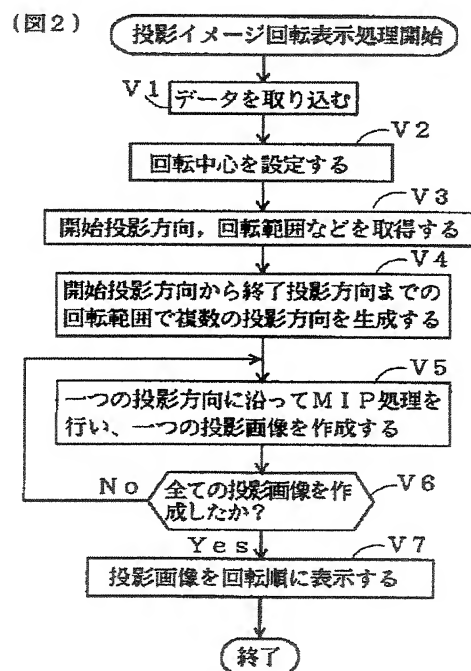 (図2)
投影イメージ回転表示処理開始
V1
データを取り込む
V2
回転中心を設定する
V3
開始投影方向,回転範囲などを取得する
V4
開始投影方向から終了投影方向までの
回転範囲で複数の投影方向を生成する
V5
一つの投影方向に沿ってMIP処理を
行い、一つの投影画像を作成する
No
全ての投影画像を作
成したか?
V6
Yes
V7
投影画像を回転順に表示する
終了